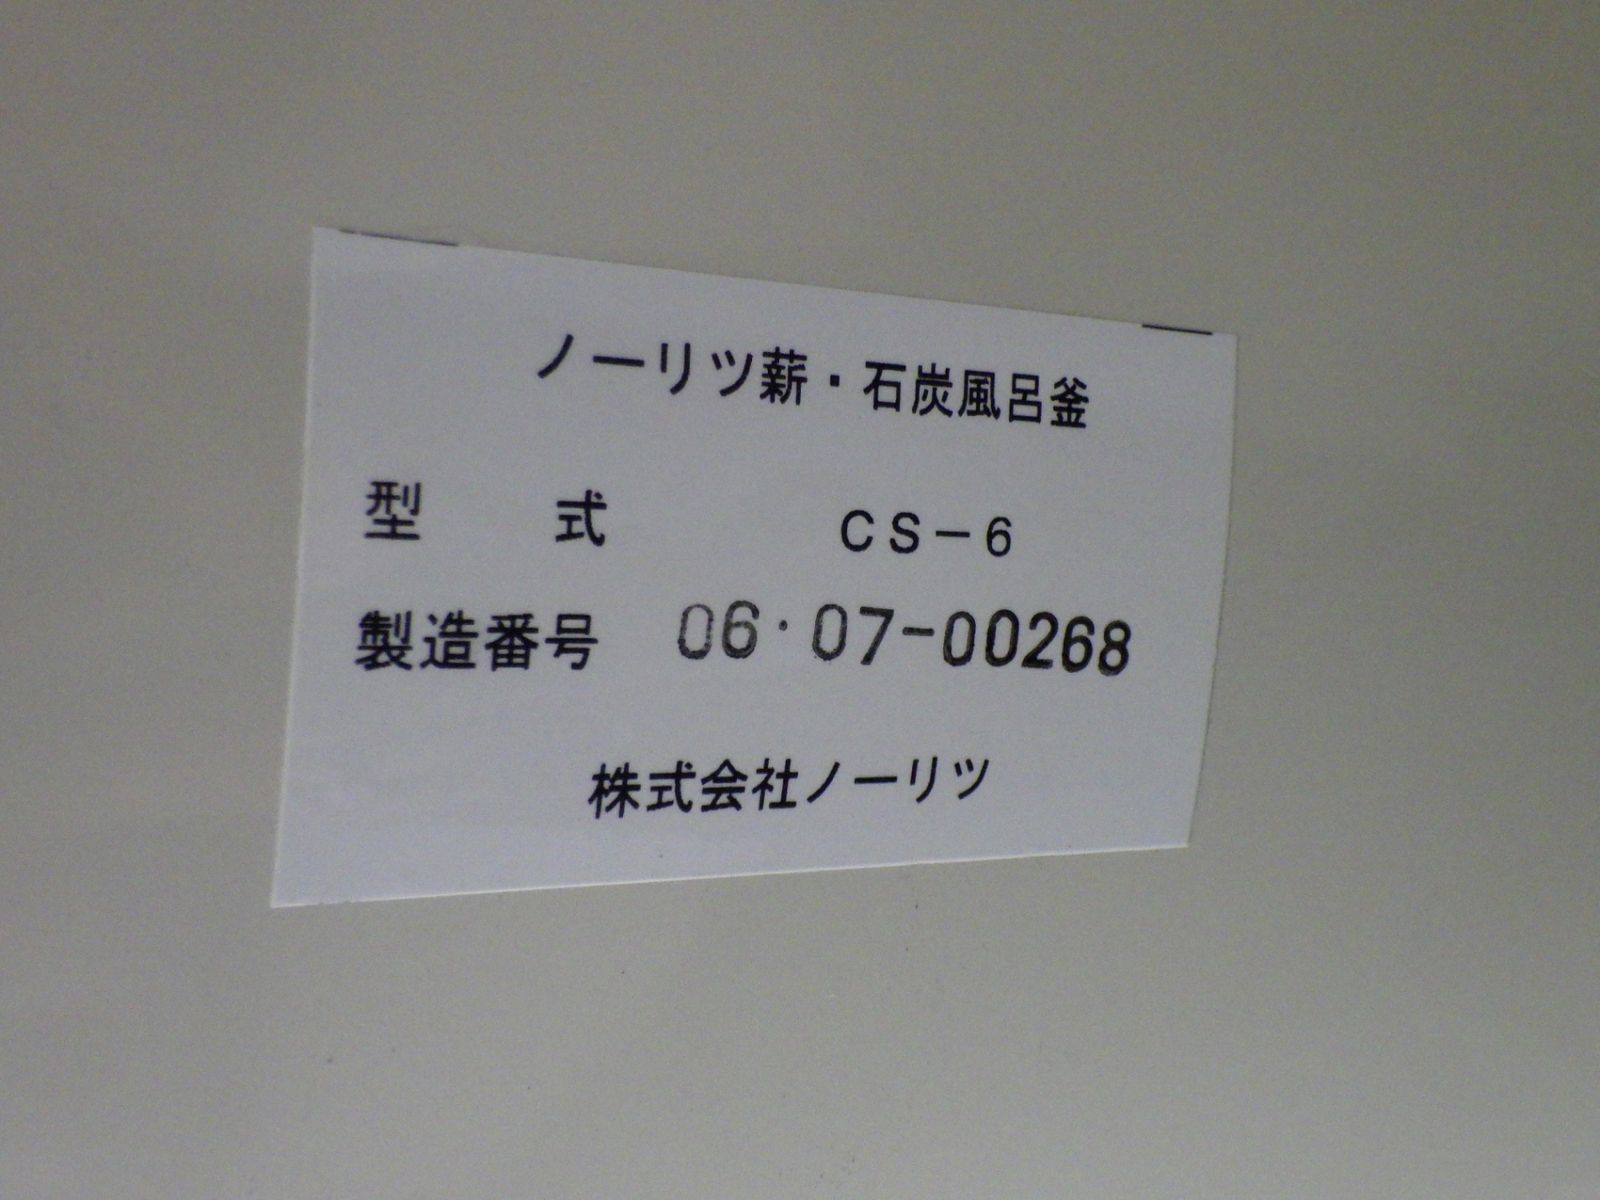 ノーリツ薪・石炭風呂釜
型　　式　　CS-6
製造番号 06・07-00268
株式会社ノーリツ